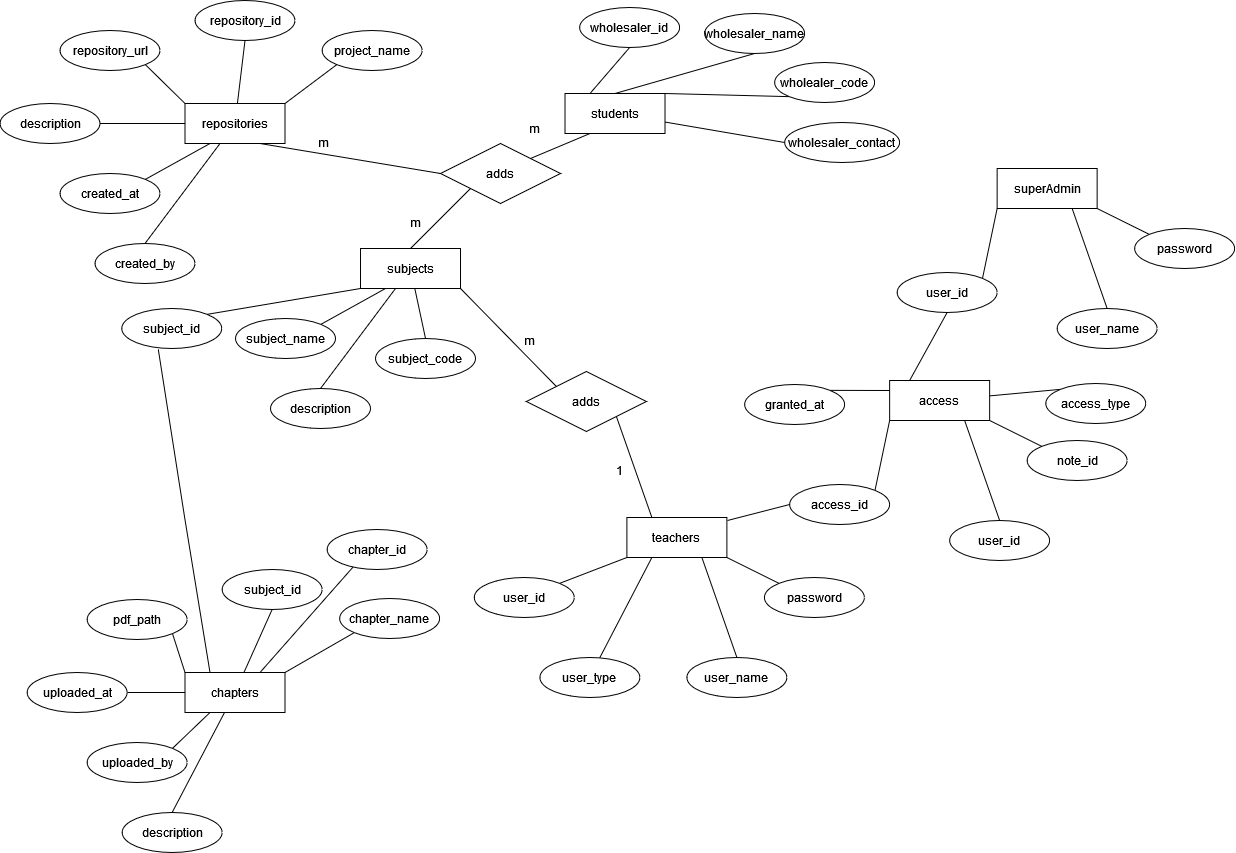 repository_id
repository_url
project_name
description
repositories
created_at
created_by
m
wholesaler_id
wholesaler_name
wholealer_code
students
wholesaler_contact
m
adds
m
superAdmin
password
user_id
user_name
subjects
subject_id
subject_name
subject_code
description
m
adds
1
granted_at
access
access_type
note_id
access_id
user_id
teachers
user_id
password
user_type
user_name
chapter_id
subject_id
chapter_name
pdf_path
uploaded_at
chapters
uploaded_by
description